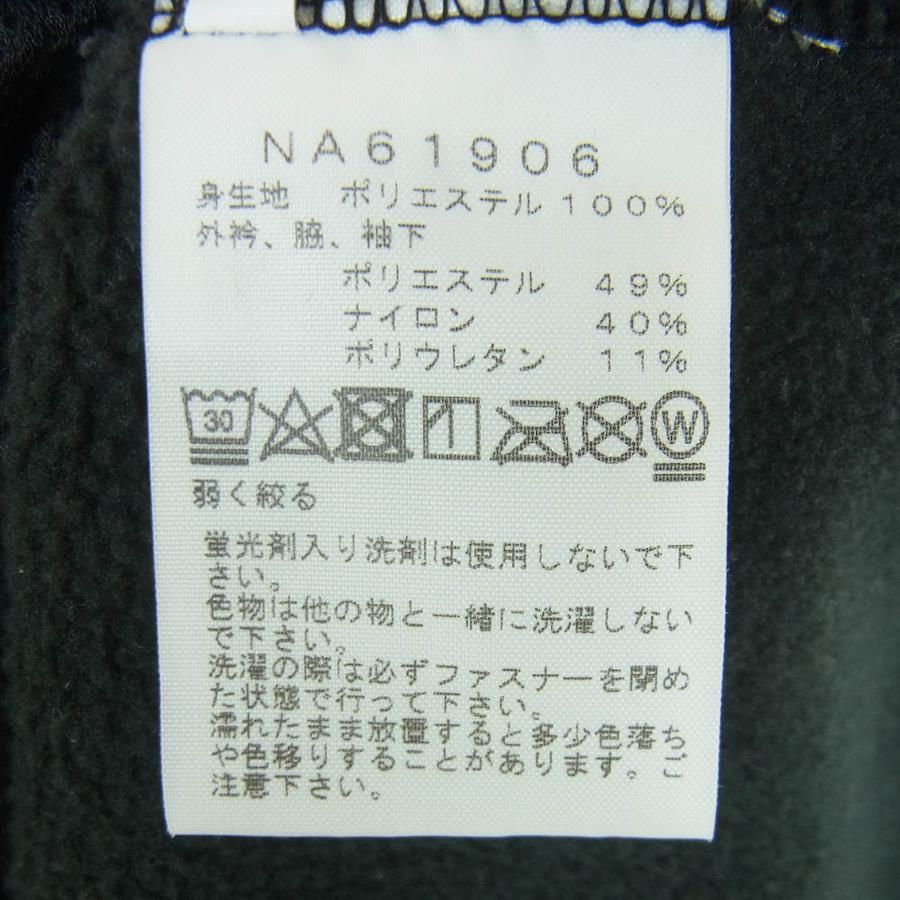 NA61906
身生地 ポリエステル100%
外衿、脇、袖下
ポリエステル 49%
ナイロン 40%
ポリウレタン 11%
30 W
弱く絞る
蛍光剤入り洗剤は使用しないで下
さい。
色物は他の物と一緒に洗濯しない
で下さい。
洗濯の際は必ずファスナーを閉め
た状態で行って下さい。
濡れたまま放置すると多少色落ち
や色移りすることがあります。ご
注意下さい。